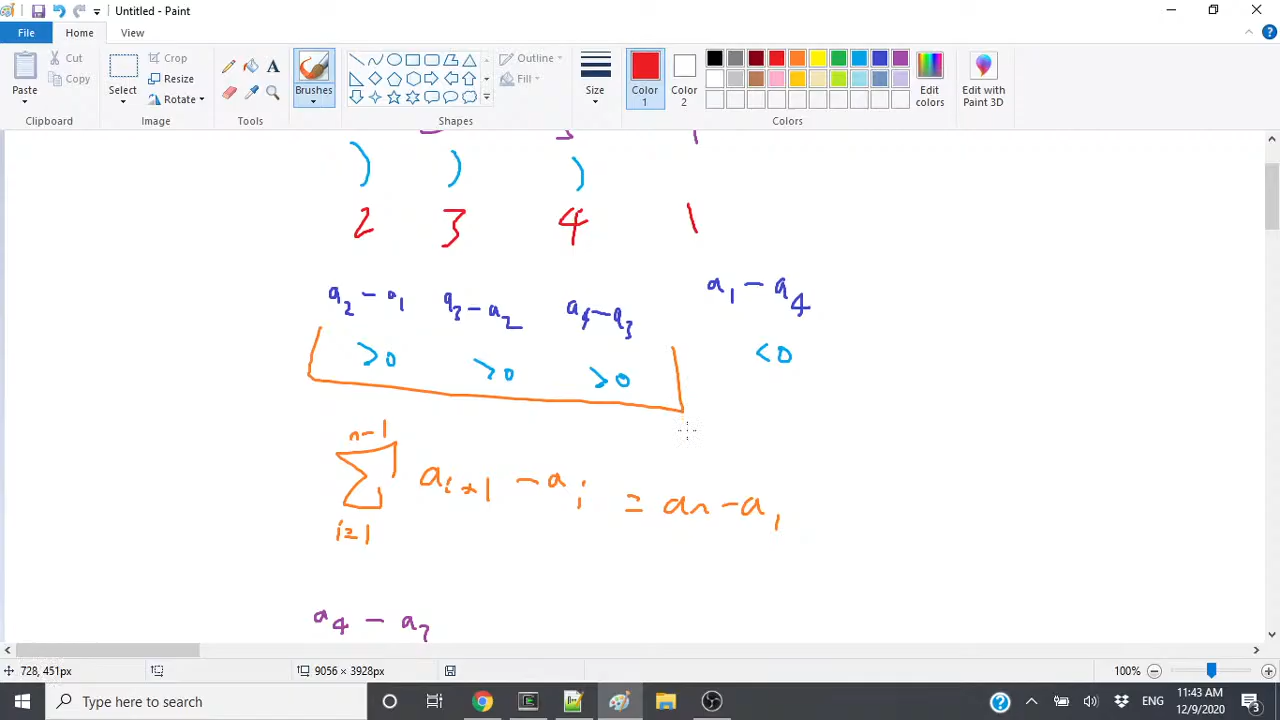 Untitled - Paint
File Home View
Paste
Cut
Copy
Clipboard
Select
Crop
Resize
Rotate
Image
A
Tools
Brushes
Shapes
Outline
Fill
Size
Color 1
Color 2
Edit colors
Edit with Paint 3D
Colors
) ) )
2 3 4 1
a2 - a1 a3 - a2 a4 - a3 a1 - a4
>0 >0 >0 <0
n-1
∑ ai+1 - ai = an - a1
i=1
a4 - a2
728, 451px
9056 × 3928px
100%
Type here to search
ENG
11:43 AM
12/9/2020
3